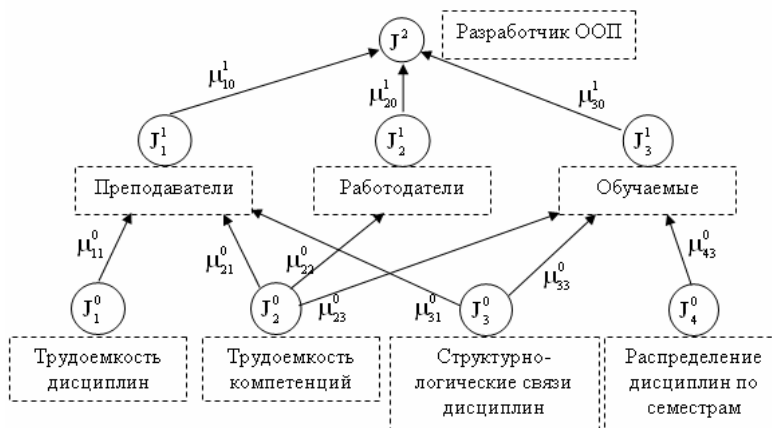 J² Разработчик ООП
μ¹₁₀ μ¹₂₀ μ¹₃₀
J¹₁ J¹₂ J¹₃
Преподаватели Работодатели Обучаемые
μ⁰₁₁ μ⁰₂₁ μ⁰₂₂ μ⁰₂₃ μ⁰₃₁ μ⁰₃₃ μ⁰₄₃
J⁰₁ J⁰₂ J⁰₃ J⁰₄
Трудоемкость
дисциплин
Трудоемкость
компетенций
Структурно-
логические связи
дисциплин
Распределение
дисциплин по
семестрам